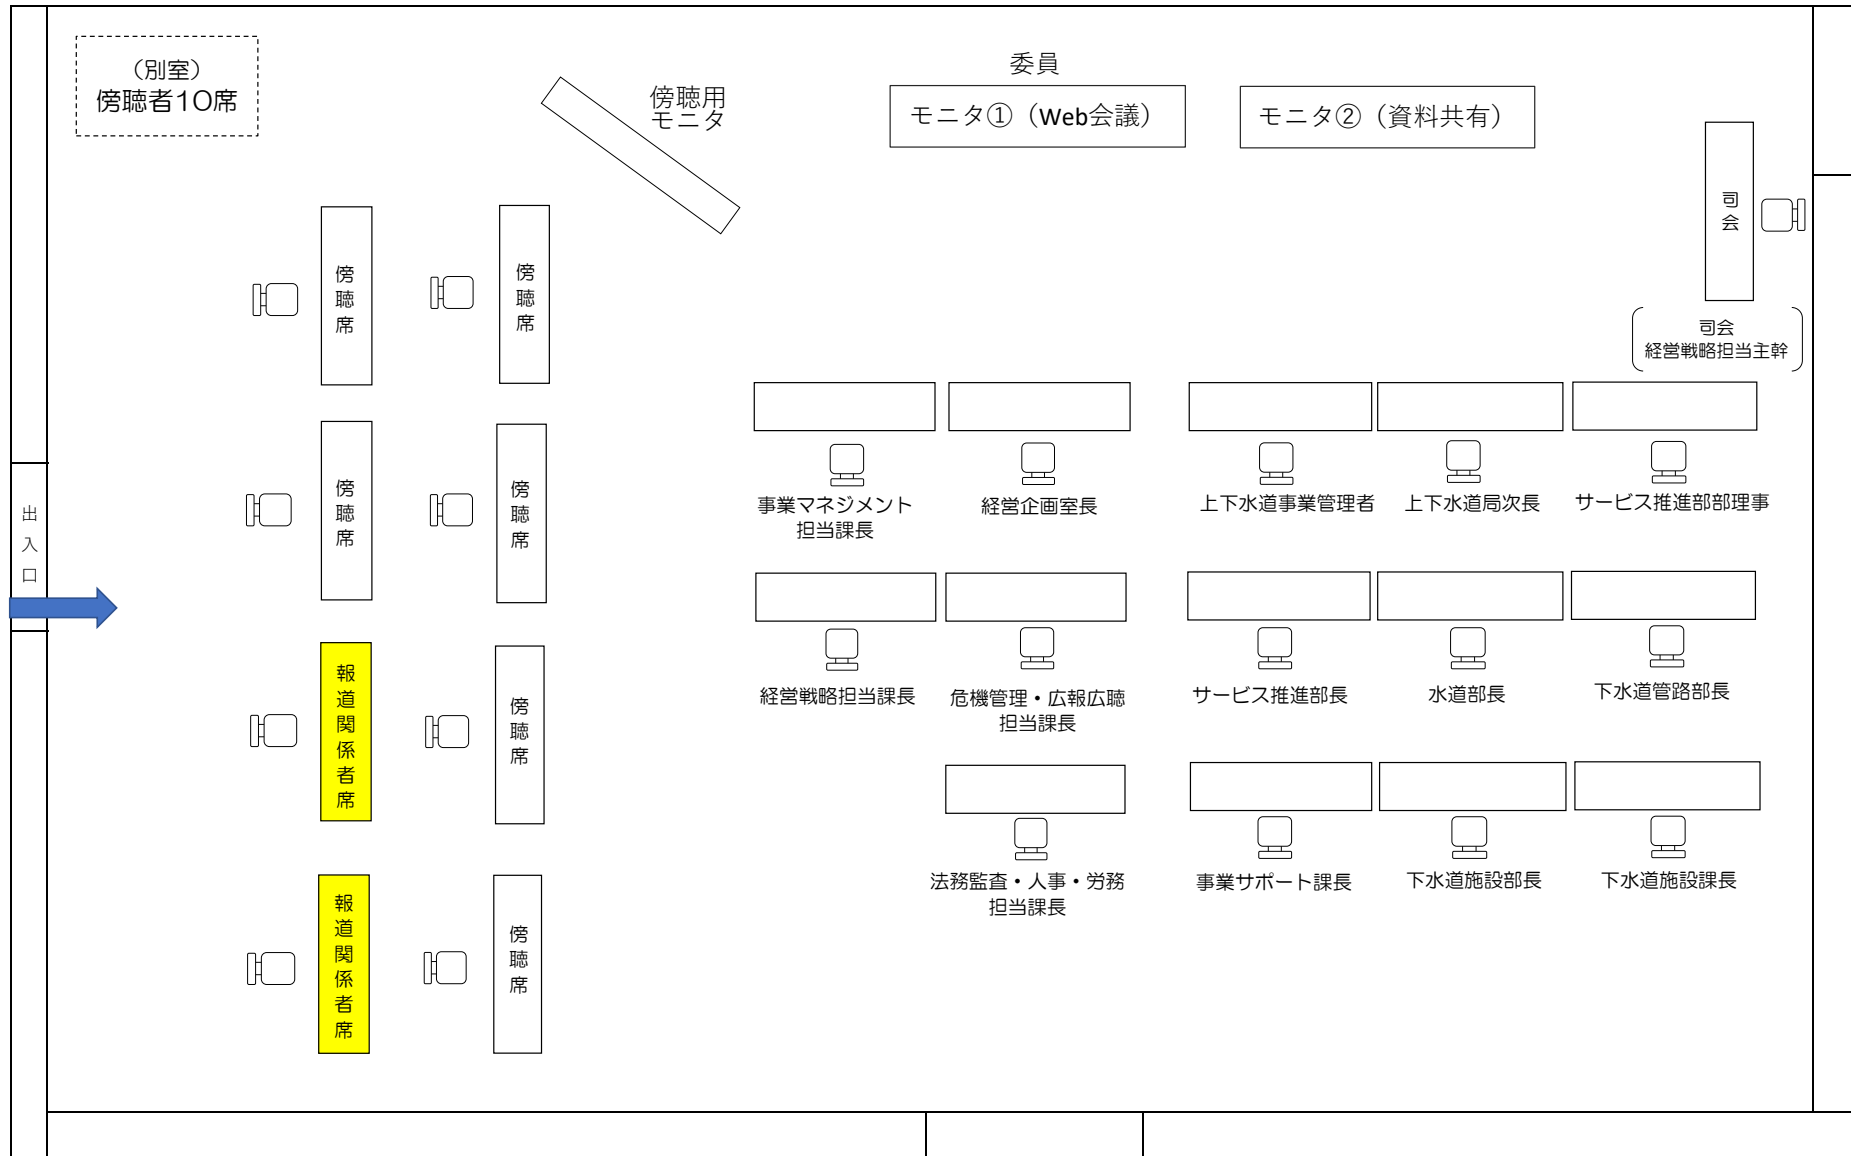 （別室）
傍聴者10席
傍聴用
モニタ
委員
モニタ①（Web会議）
モニタ②（資料共有）
司会
司会
経営戦略担当主幹
傍聴席
傍聴席
傍聴席
傍聴席
出入口
報道関係者席
傍聴席
報道関係者席
傍聴席
事業マネジメント
担当課長
経営企画室長
上下水道事業管理者
上下水道局次長
サービス推進部部理事
経営戦略担当課長
危機管理・広報広聴
担当課長
サービス推進部長
水道部長
下水道管路部長
法務監査・人事・労務
担当課長
事業サポート課長
下水道施設部長
下水道施設課長